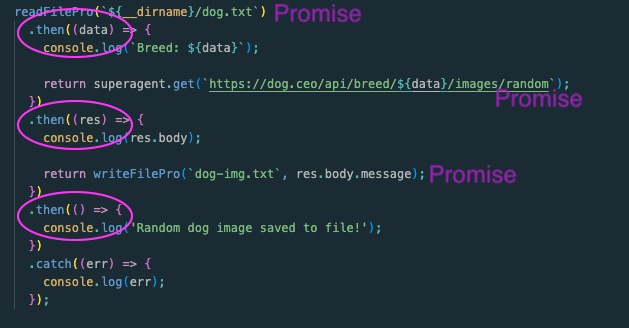 readFilePro(`${__dirname}/dog.txt`) Promise
.then((data) => {
console.log(`Breed: ${data}`);
return superagent.get(`https://dog.ceo/api/breed/${data}/images/random`);
Promise
})
.then((res) => {
console.log(res.body);
return writeFilePro(`dog-img.txt`, res.body.message); Promise
})
.then(() => {
console.log('Random dog image saved to file!');
})
.catch((err) => {
console.log(err);
});